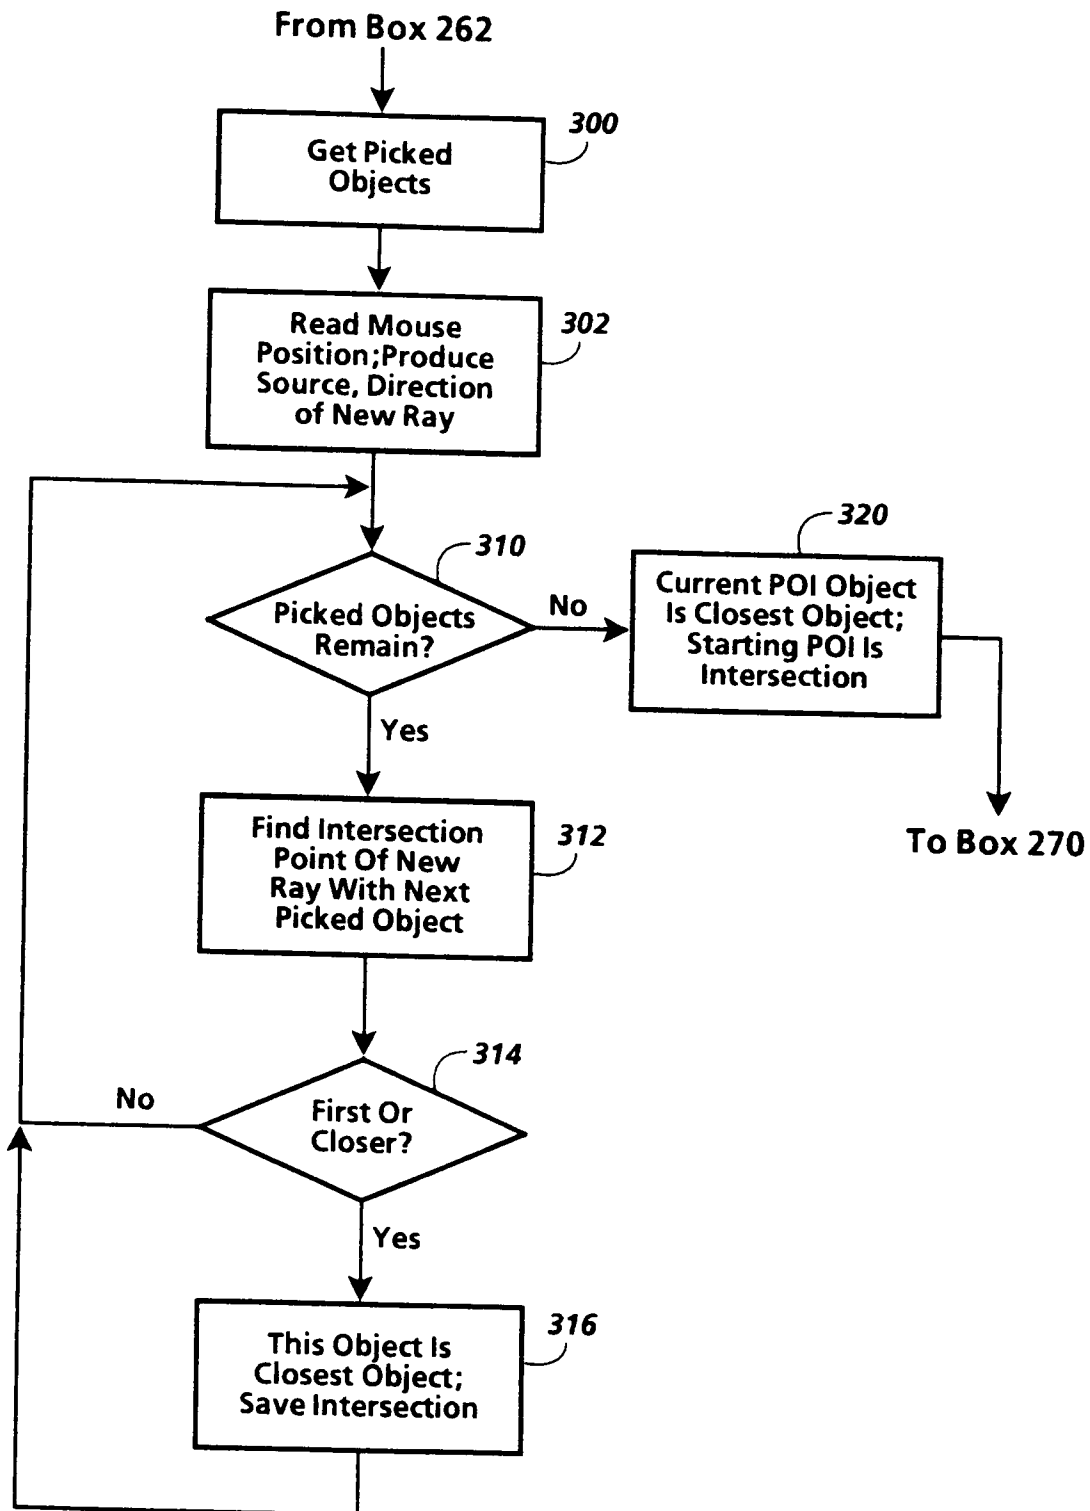 From Box 262
300
Get Picked
Objects
302
Read Mouse
Position;Produce
Source, Direction
of New Ray
310
Picked Objects
Remain?
No
320
Current POI Object
Is Closest Object;
Starting POI Is
Intersection
Yes
To Box 270
312
Find Intersection
Point Of New
Ray With Next
Picked Object
314
First Or
Closer?
No
Yes
316
This Object Is
Closest Object;
Save Intersection